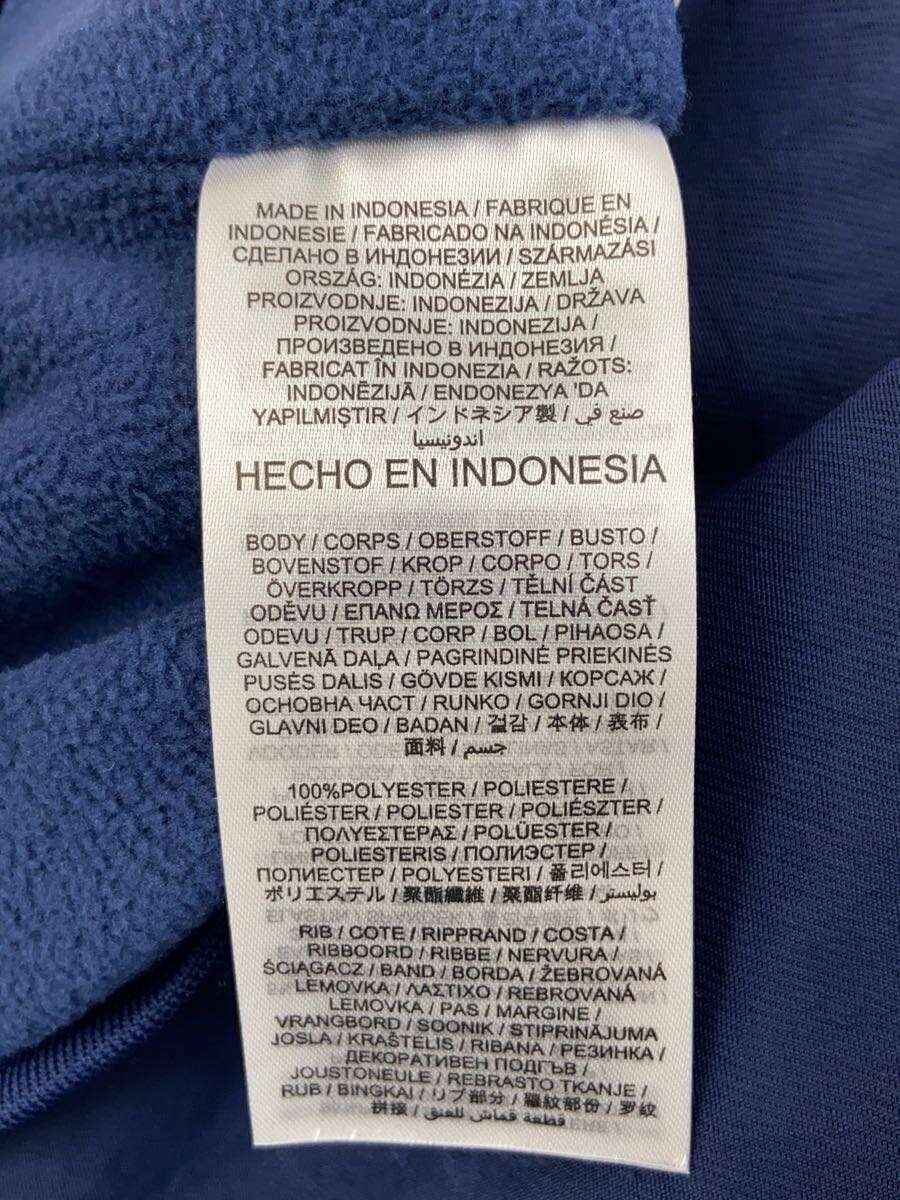 MADE IN INDONESIA / FABRIQUE EN
INDONESIE / FABRICADO NA INDONÉSIA /
СДЕЛАНО В ИНДОНЕЗИИ / SZÁRMAZÁSI
ORSZÁG: INDONÉZIA / ZEMLJA
PROIZVODNJE: INDONEZIJA / DRŽAVA
PROIZVODNJE: INDONEZIJA /
ПРОИЗВЕДЕНО В ИНДОНЕЗИЯ /
FABRICAT ÎN INDONEZIA / RAŽOTS:
INDONĒZIJĀ / ENDONEZYA 'DA
YAPILMIŞTIR / インドネシア製 / صنع في
اندونيسيا
HECHO EN INDONESIA
BODY / CORPS / OBERSTOFF / BUSTO /
BOVENSTOF / KROP / CORPO / TORS /
ÖVERKROPP / TÖRZS / TĚLNÍ ČÁST
ODĚVU / ΕΠΑΝΩ ΜΕΡΟΣ / TELNÁ ČASŤ
ODEVU / TRUP / CORP / BOL / PIHAOSA /
GALVENĀ DAĻA / PAGRINDINĖ PRIEKINĖS
PUSĖS DALIS / GÖVDE KISMI / КОРСАЖ /
ОСНОВНА ЧАСТ / RUNKO / GORNJI DIO /
GLAVNI DEO / BADAN / 겉감 / 本体 / 表布 /
面料 / جسم
100%POLYESTER / POLIESTERE /
POLIÉSTER / POLIESTER / POLIÉSZTER /
ΠΟΛΥΕΣΤΕΡΑΣ / POLÜESTER /
POLIESTERIS / ПОЛИЭСТЕР /
ПОЛИЕСТЕР / POLYESTERI / 폴리에스터 /
ポリエステル / 聚酯纖維 / 聚酯纤维 / بوليستر
RIB / COTE / RIPPRAND / COSTA /
RIBBOORD / RIBBE / NERVURA /
ŚCIĄGACZ / BAND / BORDA / ŽEBROVANÁ
LEMOVKA / ΛΑΣΤΙΧΟ / REBROVANÁ
LEMOVKA / PAS / MARGINE /
VRANGBORD / SOONIK / STIPRINĀJUMA
JOSLA / KRAŠTELIS / RIBANA / РЕЗИНКА /
ДЕКОРАТИВЕН ПОДГЪВ /
JOUSTONEULE / REBRASTO TKANJE /
RUB / BINGKAI / リブ部分 / 羅紋部份 / 罗纹
拼接 / قطعة قماش للعنق